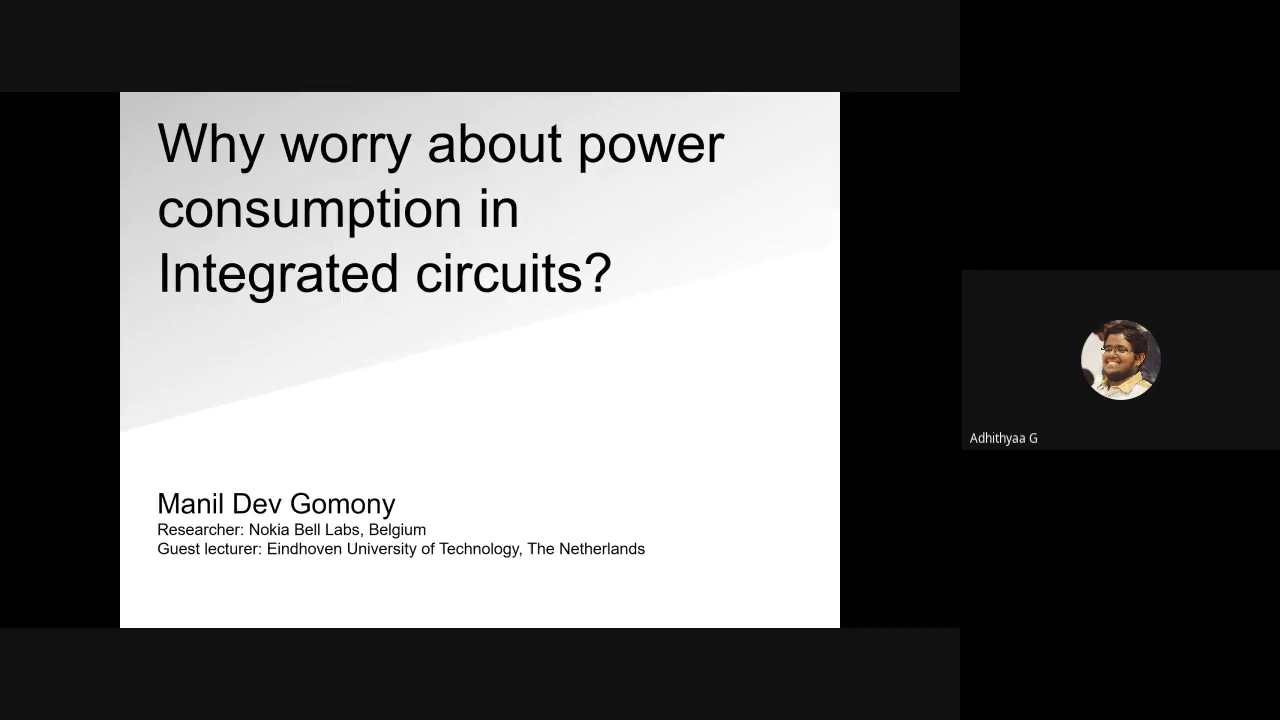 Why worry about power
consumption in
Integrated circuits?
Manil Dev Gomony
Researcher: Nokia Bell Labs, Belgium
Guest lecturer: Eindhoven University of Technology, The Netherlands
Adhithyaa G